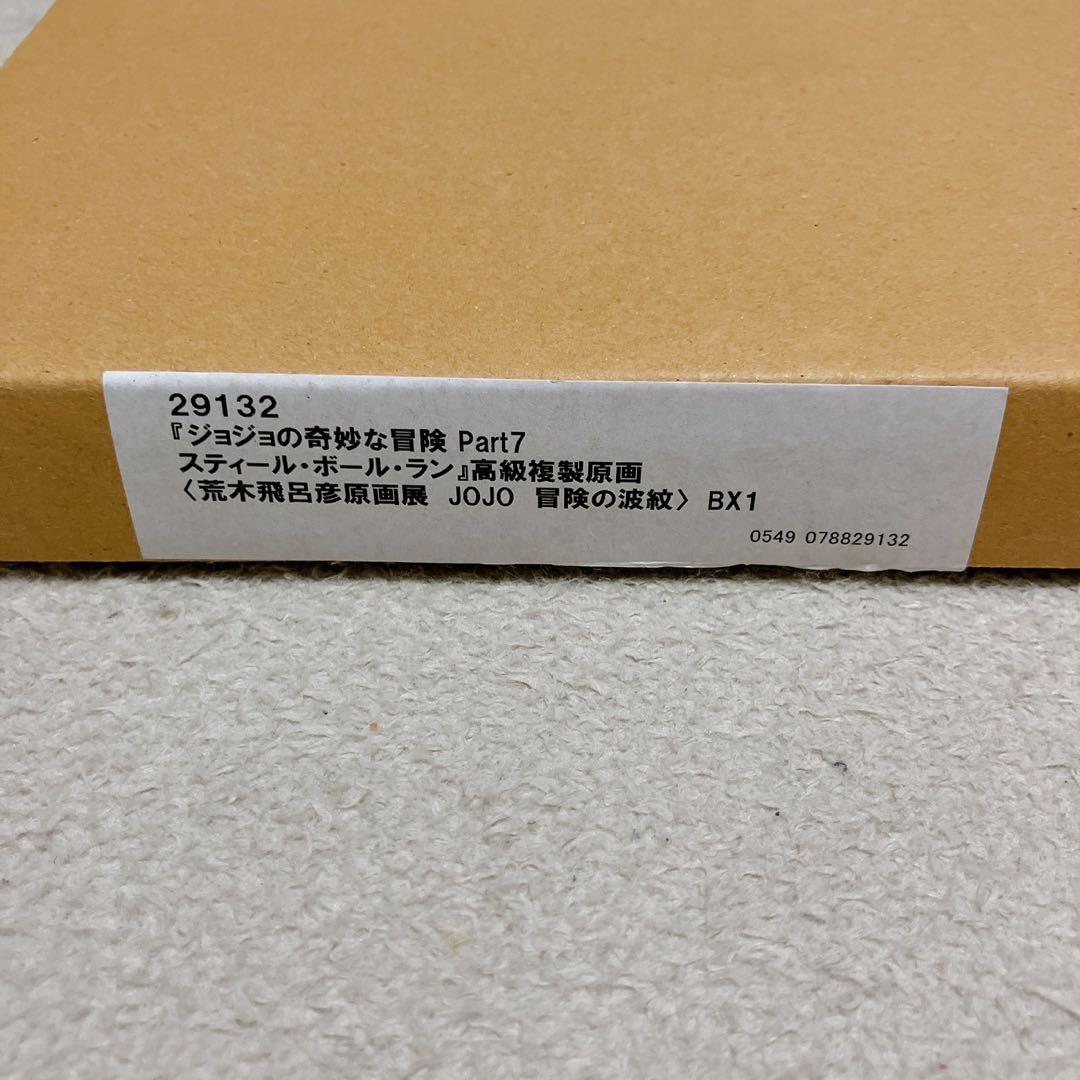 29132
『ジョジョの奇妙な冒険 Part7
スティール・ボール・ラン』高級複製原画
〈荒木飛呂彦原画展　JOJO　冒険の波紋〉 BX1
0549 078829132